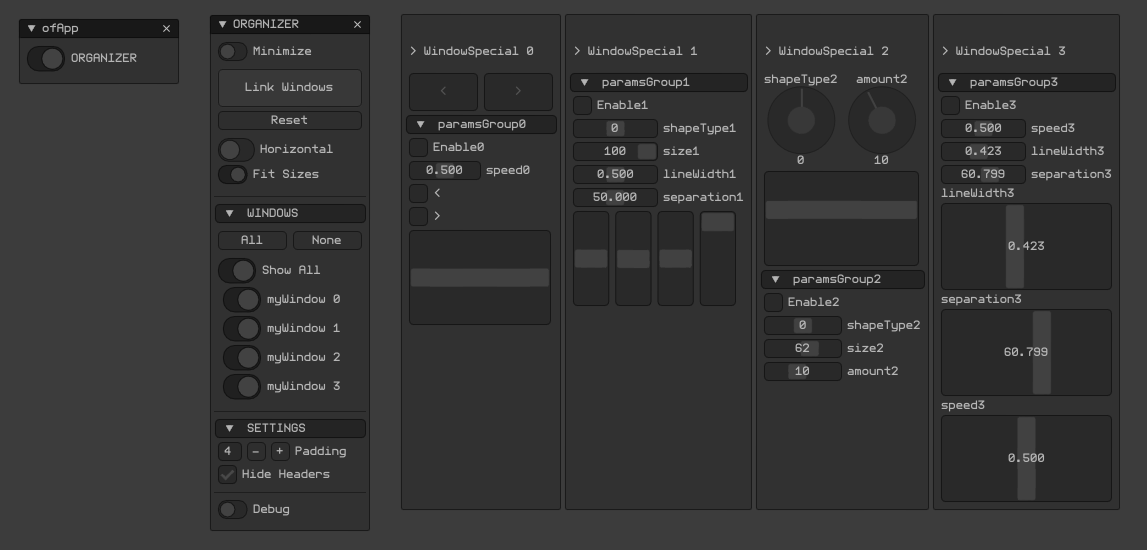 ofApp
ORGANIZER
ORGANIZER
Minimize
Link Windows
Reset
Horizontal
Fit Sizes
WINDOWS
All None
Show All
myWindow 0
myWindow 1
myWindow 2
myWindow 3
SETTINGS
4 - + Padding
Hide Headers
Debug
> WindowSpecial 0
< >
paramsGroup0
Enable0
0.500 speed0
<
>
> WindowSpecial 1
paramsGroup1
Enable1
0 shapeType1
100 size1
0.500 lineWidth1
50.000 separation1
> WindowSpecial 2
shapeType2 amount2
0 10
paramsGroup2
Enable2
0 shapeType2
62 size2
10 amount2
> WindowSpecial 3
paramsGroup3
Enable3
0.500 speed3
0.423 lineWidth3
60.799 separation3
lineWidth3
0.423
separation3
60.799
speed3
0.500